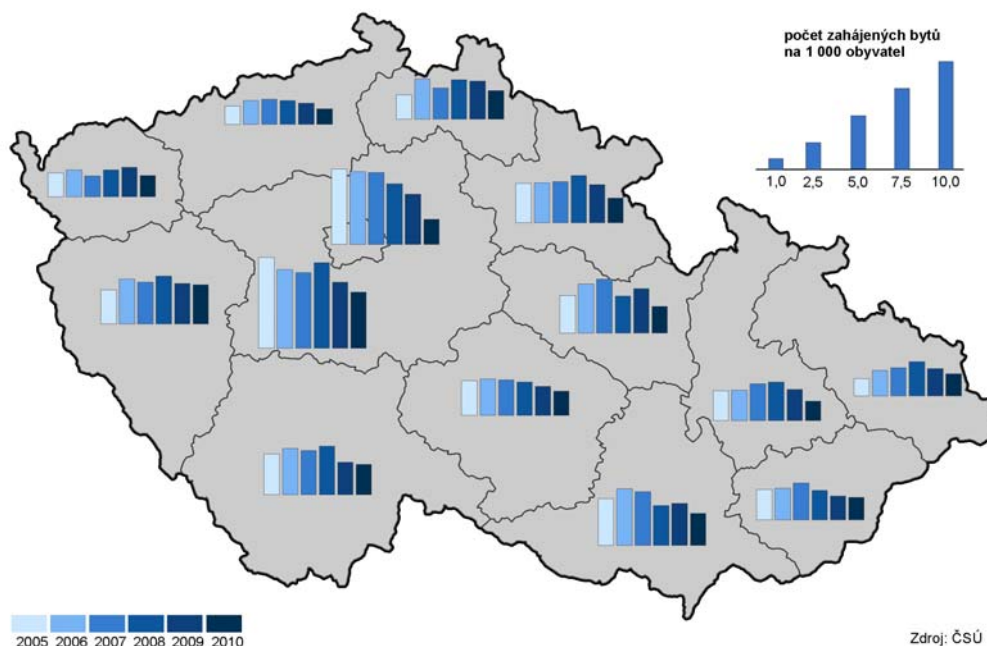 počet zahájených bytů
na 1 000 obyvatel
1,0 2,5 5,0 7,5 10,0
2005 2006 2007 2008 2009 2010
Zdroj: ČSÚ